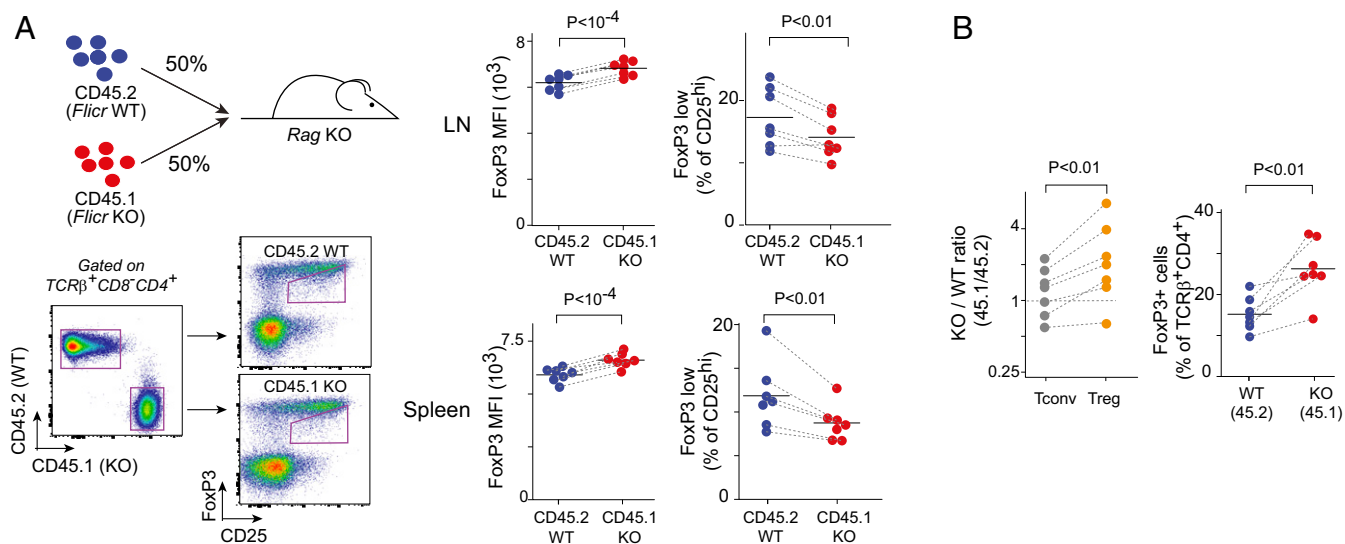 A
50%
CD45.2
(Flicr WT)
50%
CD45.1
(Flicr KO)
Rag KO
Gated on
TCRβ+CD8-CD4+
CD45.2 (WT)
CD45.1 (KO)
CD45.2 WT
CD45.1 KO
FoxP3
CD25
LN
P<10-4
FoxP3 MFI (103)
8
0
CD45.2 CD45.1
WT KO
P<0.01
FoxP3 low
(% of CD25hi)
20
0
CD45.2 CD45.1
WT KO
Spleen
P<10-4
FoxP3 MFI (103)
7.5
0
CD45.2 CD45.1
WT KO
P<0.01
FoxP3 low
(% of CD25hi)
20
0
CD45.2 CD45.1
WT KO
B
P<0.01
KO / WT ratio
(45.1/45.2)
4
1
0.25
Tconv Treg
P<0.01
FoxP3+ cells
(% of TCRβ+CD4+)
40
20
0
WT KO
(45.2) (45.1)